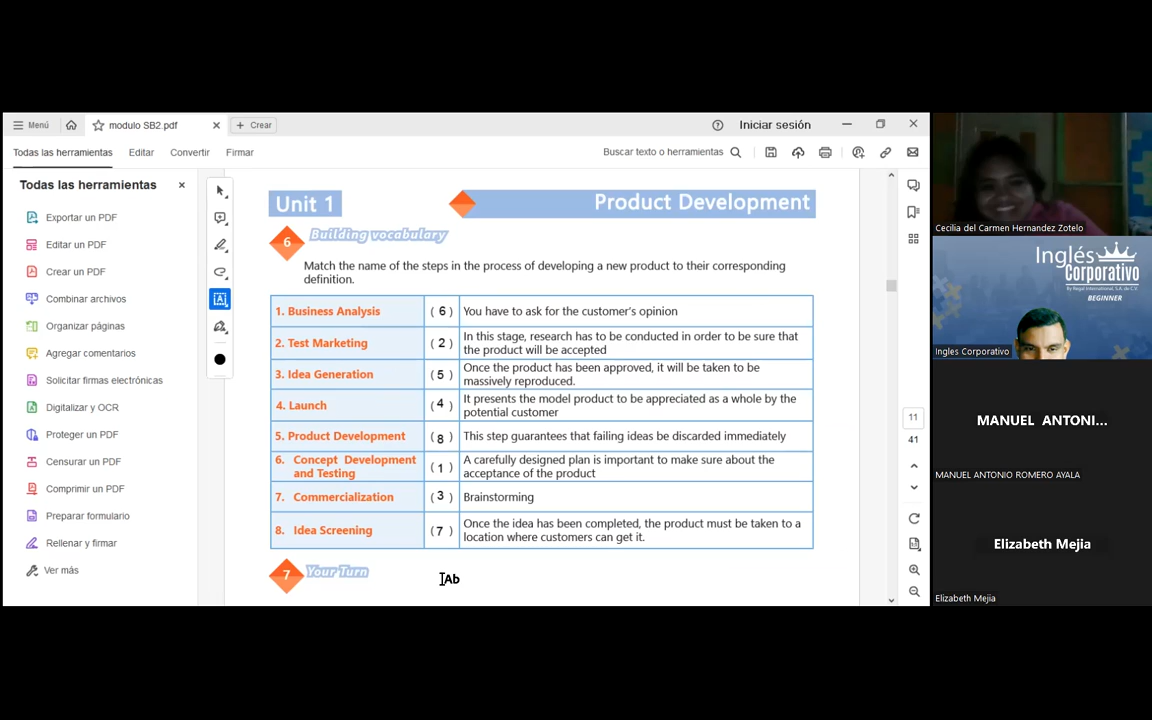 Menú
modulo SB2.pdf
Crear
Iniciar sesión
Todas las herramientas
Editar
Convertir
Firmar
Buscar texto o herramientas
Todas las herramientas
Exportar un PDF
Editar un PDF
Crear un PDF
Combinar archivos
Organizar páginas
Agregar comentarios
Solicitar firmas electrónicas
Digitalizar y OCR
Proteger un PDF
Censurar un PDF
Comprimir un PDF
Preparar formulario
Rellenar y firmar
Ver más
Unit 1
Product Development
6
Building vocabulary
Match the name of the steps in the process of developing a new product to their corresponding
definition.
1. Business Analysis ( 6 ) You have to ask for the customer's opinion
2. Test Marketing ( 2 ) In this stage, research has to be conducted in order to be sure that
the product will be accepted
3. Idea Generation ( 5 ) Once the product has been approved, it will be taken to be
massively reproduced.
4. Launch ( 4 ) It presents the model product to be appreciated as a whole by the
potential customer
5. Product Development ( 8 ) This step guarantees that failing ideas be discarded immediately
6. Concept Development
and Testing ( 1 ) A carefully designed plan is important to make sure about the
acceptance of the product
7. Commercialization ( 3 ) Brainstorming
8. Idea Screening ( 7 ) Once the idea has been completed, the product must be taken to a
location where customers can get it.
7
Your Turn
Ab
11
41
Cecilia del Carmen Hernandez Zotelo
Inglés
Corporativo
By Regal International, S.A. de C.V.
BEGINNER
Ingles Corporativo
MANUEL ANTONI...
MANUEL ANTONIO ROMERO AYALA
Elizabeth Mejia
Elizabeth Mejia